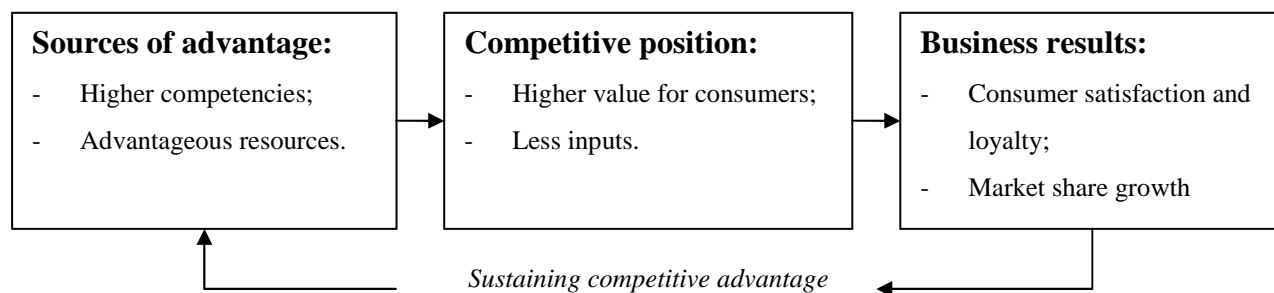 Sources of advantage:
- Higher competencies;
- Advantageous resources.
Competitive position:
- Higher value for consumers;
- Less inputs.
Business results:
- Consumer satisfaction and
loyalty;
- Market share growth
Sustaining competitive advantage